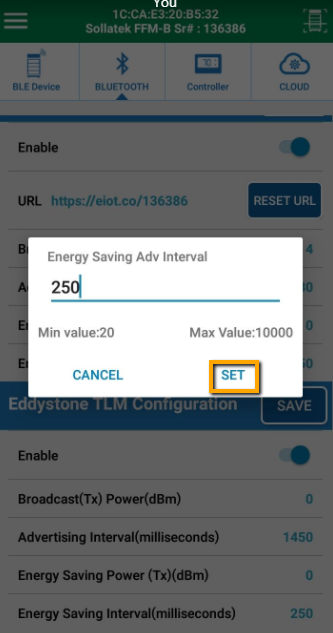 You
1C:CA:E3:20:B5:32
Sollatek FFM-B Sr# : 136386
BLE Device BLUETOOTH Controller CLOUD
Enable
URL https://eiot.co/136386 RESET URL
Energy Saving Adv Interval
250
Min value:20 Max Value:10000
CANCEL SET
Eddystone TLM Configuration SAVE
Enable
Broadcast(Tx) Power(dBm) 0
Advertising Interval(milliseconds) 1450
Energy Saving Power (Tx)(dBm) 0
Energy Saving Interval(milliseconds) 250